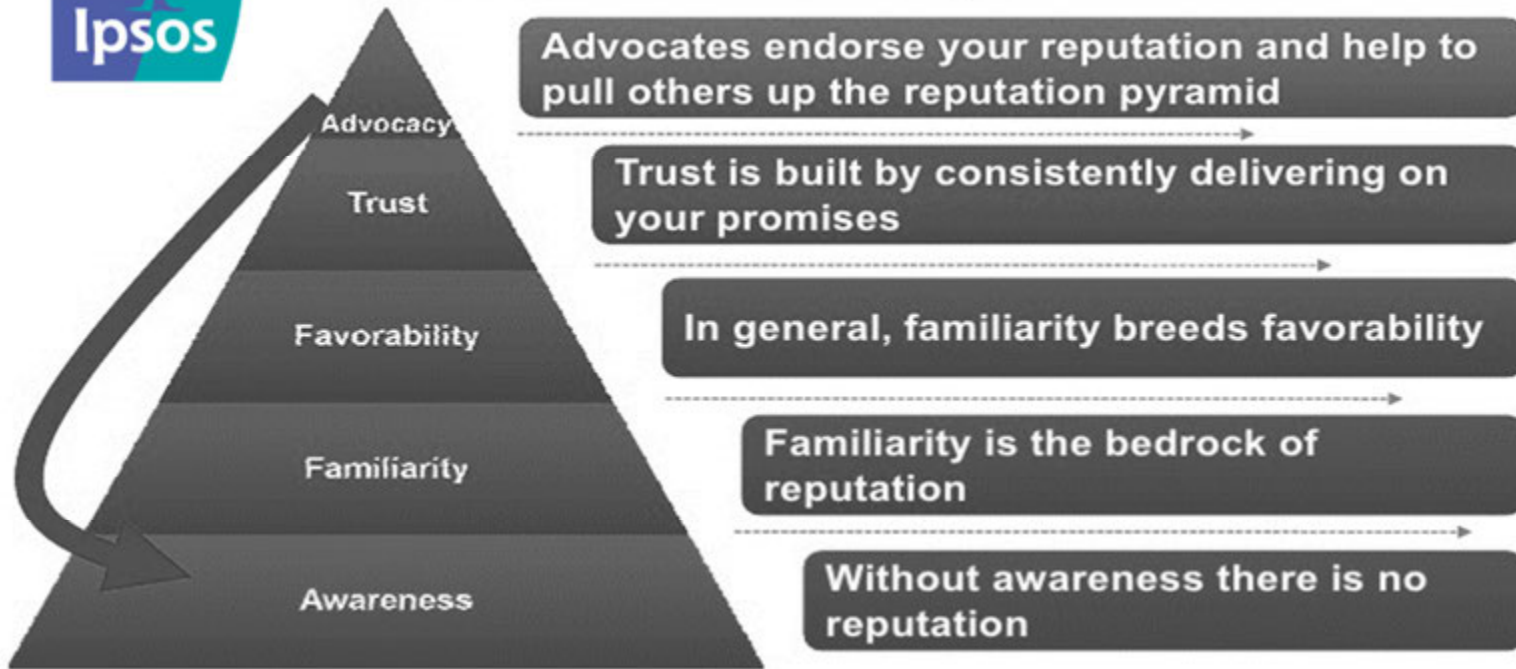 Ipsos
Advocates endorse your reputation and help to
pull others up the reputation pyramid
Advocacy
Trust is built by consistently delivering on
your promises
Trust
In general, familiarity breeds favorability
Favorability
Familiarity is the bedrock of
reputation
Familiarity
Without awareness there is no
reputation
Awareness